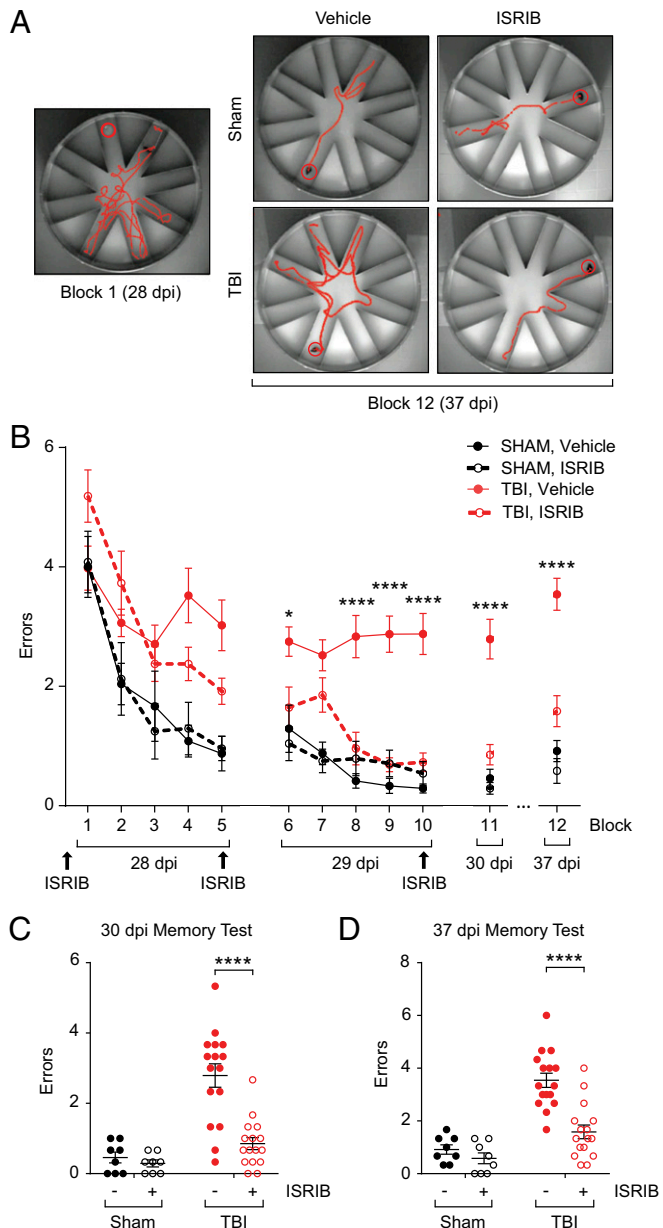 A
Vehicle
ISRIB
Sham
TBI
Block 1 (28 dpi)
Block 12 (37 dpi)
B
6
4
2
0
Errors
SHAM, Vehicle
SHAM, ISRIB
TBI, Vehicle
TBI, ISRIB
* **** **** **** **** ****
1 2 3 4 5 6 7 8 9 10 11 ... 12 Block
28 dpi 29 dpi 30 dpi 37 dpi
ISRIB ISRIB ISRIB
C
30 dpi Memory Test
6
4
2
0
Errors
****
- + - + ISRIB
Sham TBI
D
37 dpi Memory Test
8
6
4
2
0
Errors
****
- + - + ISRIB
Sham TBI